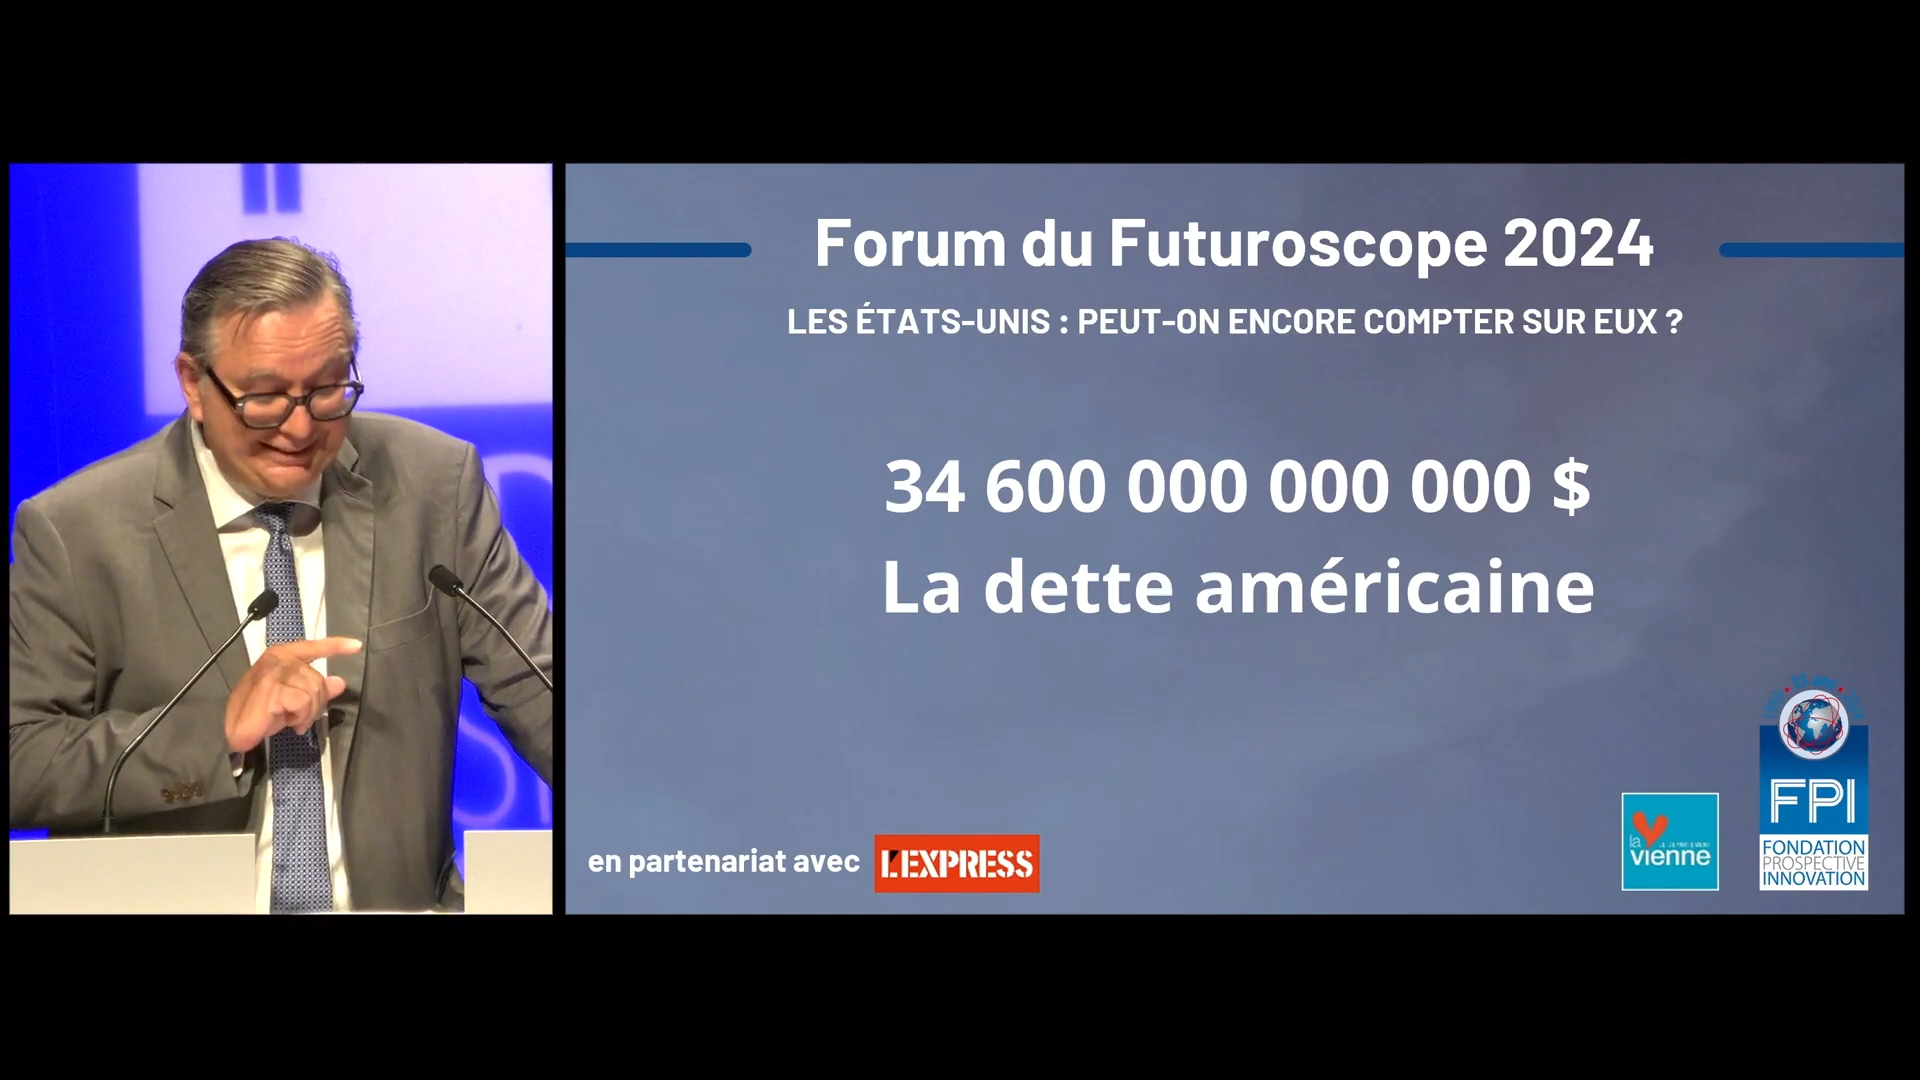 Forum du Futuroscope 2024
LES ÉTATS-UNIS : PEUT-ON ENCORE COMPTER SUR EUX ?
34 600 000 000 000 $
La dette américaine
en partenariat avec L'EXPRESS
la vienne
FPI
FONDATION
PROSPECTIVE
INNOVATION